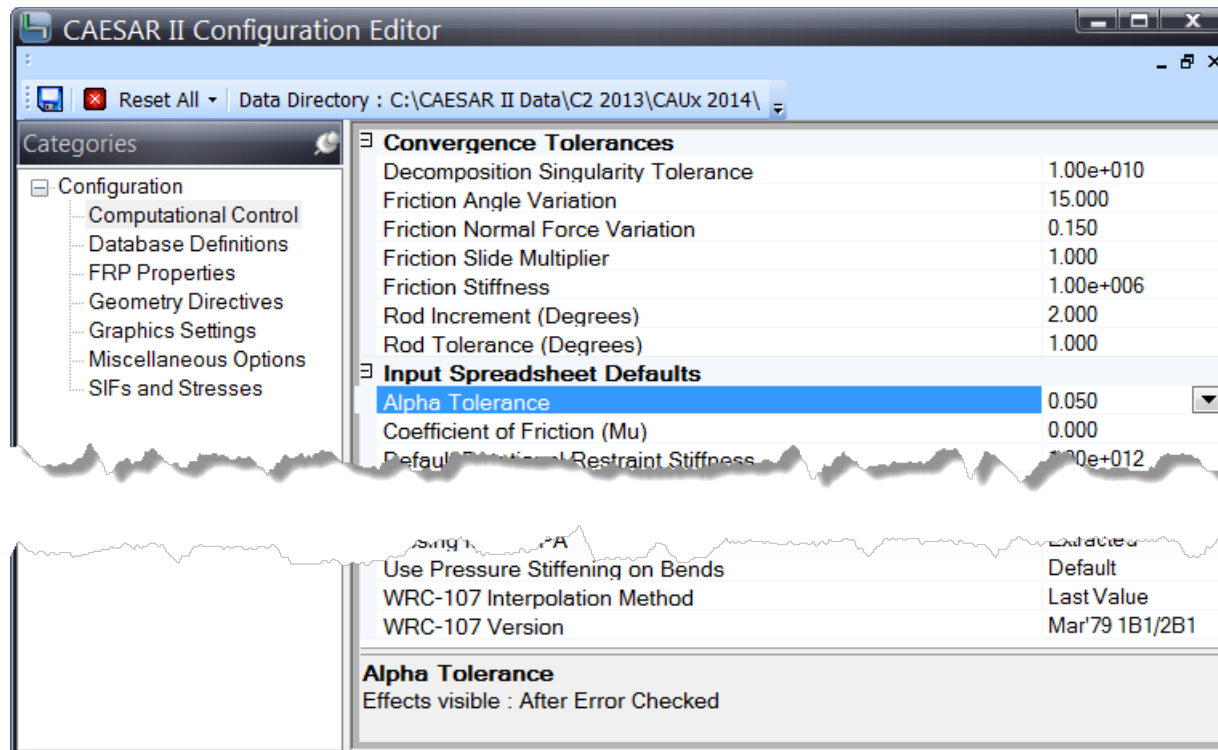 CAESAR II Configuration Editor
Reset All Data Directory : C:\CAESAR II Data\C2 2013\CAUx 2014\
Categories
Configuration
Computational Control
Database Definitions
FRP Properties
Geometry Directives
Graphics Settings
Miscellaneous Options
SIFs and Stresses
Convergence Tolerances
Decomposition Singularity Tolerance 1.00e+010
Friction Angle Variation 15.000
Friction Normal Force Variation 0.150
Friction Slide Multiplier 1.000
Friction Stiffness 1.00e+006
Rod Increment (Degrees) 2.000
Rod Tolerance (Degrees) 1.000
Input Spreadsheet Defaults
Alpha Tolerance 0.050
Coefficient of Friction (Mu) 0.000
Restraint Stiffness
Use Pressure Stiffening on Bends Default
WRC-107 Interpolation Method Last Value
WRC-107 Version Mar'79 1B1/2B1
Alpha Tolerance
Effects visible : After Error Checked